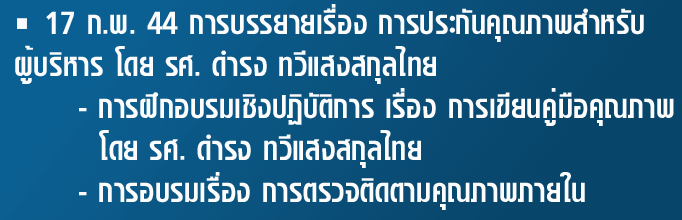 ▪ 17 ก.พ. 44 การบรรยายเรื่อง การประกันคุณภาพสำหรับ
ผู้บริหาร โดย รศ. ดำรง ทวีแสงสกุลไทย
- การฝึกอบรมเชิงปฏิบัติการ เรื่อง การเขียนคู่มือคุณภาพ
โดย รศ. ดำรง ทวีแสงสกุลไทย
- การอบรมเรื่อง การตรวจติดตามคุณภาพภายใน